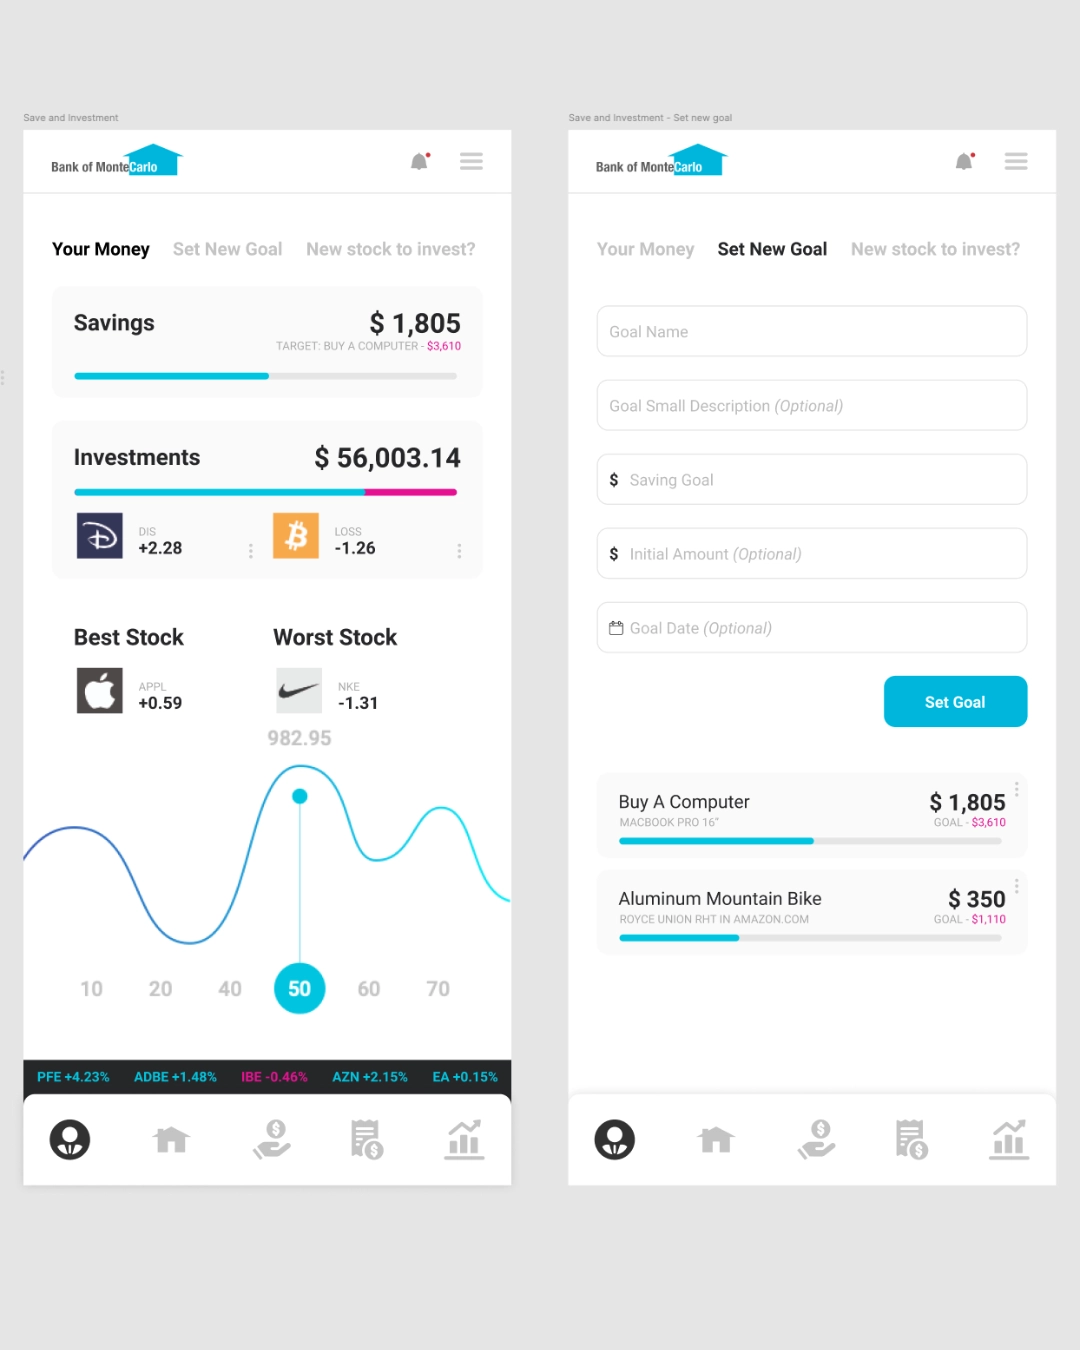 Save and Investment
Bank of MonteCarlo
Your Money Set New Goal New stock to invest?
Savings
$ 1,805
TARGET: BUY A COMPUTER - $3,610
Investments
$ 56,003.14
DIS
+2.28
LOSS
-1.26
Best Stock
APPL
+0.59
Worst Stock
NKE
-1.31
982.95
10 20 40 50 60 70
PFE +4.23% ADBE +1.48% IBE -0.46% AZN +2.15% EA +0.15%
Save and Investment - Set new goal
Bank of MonteCarlo
Your Money Set New Goal New stock to invest?
Goal Name
Goal Small Description (Optional)
$ Saving Goal
$ Initial Amount (Optional)
Goal Date (Optional)
Set Goal
Buy A Computer
MACBOOK PRO 16"
$ 1,805
GOAL - $3,610
Aluminum Mountain Bike
ROYCE UNION RHT IN AMAZON.COM
$ 350
GOAL - $1,110